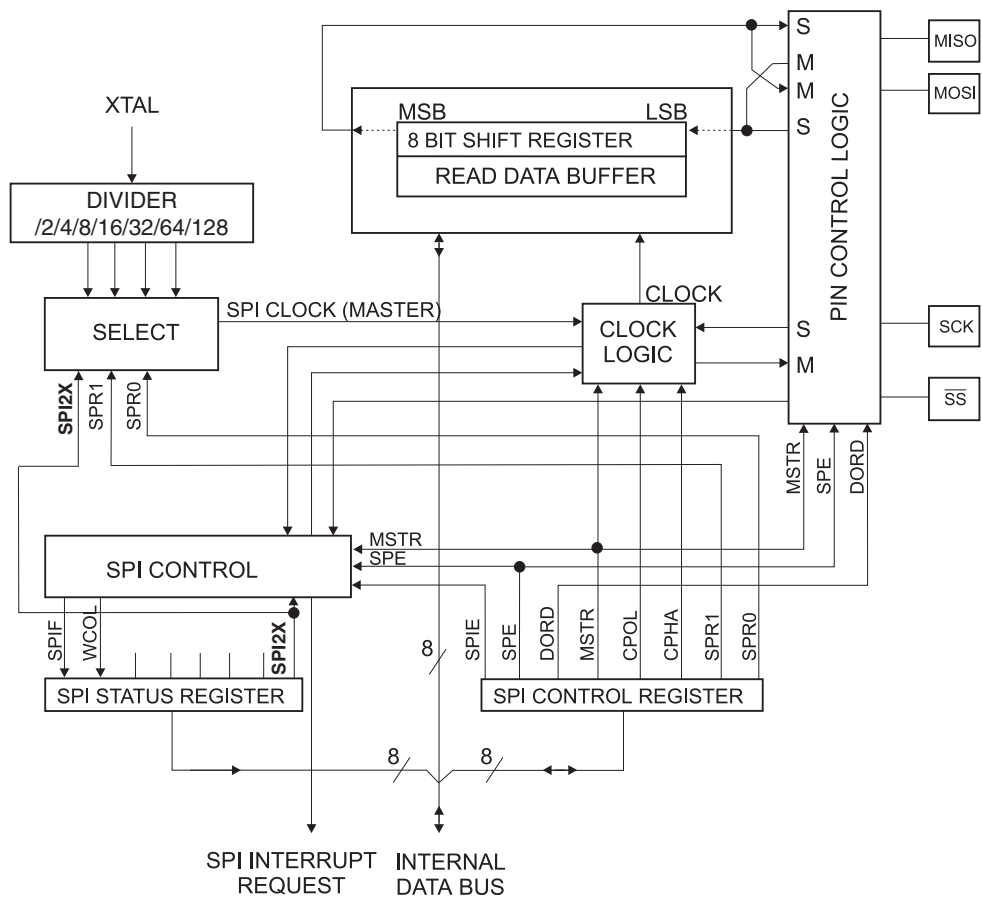 S
MISO
M
M
MOSI
S
PIN CONTROL LOGIC
XTAL
MSB
LSB
8 BIT SHIFT REGISTER
READ DATA BUFFER
DIVIDER
/2/4/8/16/32/64/128
SELECT
SPI CLOCK (MASTER)
CLOCK
CLOCK
LOGIC
S
M
SCK
SS
SPI2X
SPR1
SPR0
MSTR
SPE
DORD
SPI CONTROL
MSTR
SPE
SPIF
WCOL
SPI2X
8
SPIE
SPE
DORD
MSTR
CPOL
CPHA
SPR1
SPR0
SPI STATUS REGISTER
SPI CONTROL REGISTER
8
8
SPI INTERRUPT
REQUEST
INTERNAL
DATA BUS